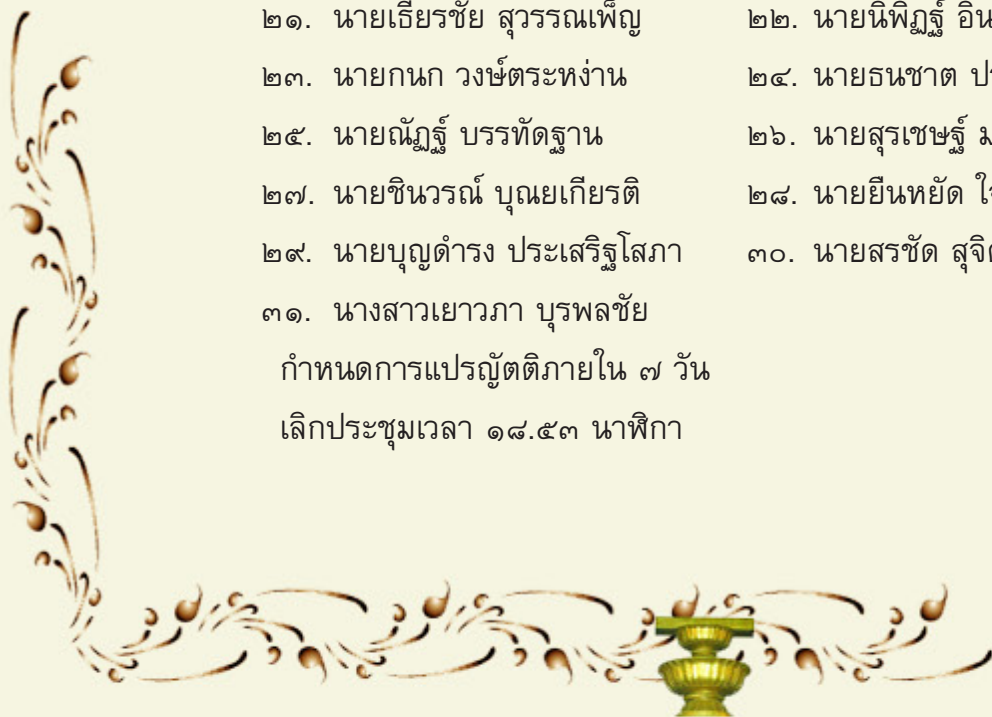 ๒๑. นายเธียรชัย สุวรรณเพ็ญ ๒๒. นายนิพิฏฐ์
๒๓. นายกนก วงษ์ตระหง่าน ๒๔. นายธนชาต
๒๕. นายณัฏฐ์ บรรทัดฐาน ๒๖. นายสุรเชษฐ์
๒๗. นายชินวรณ์ บุณยเกียรติ ๒๘. นายยืนหยัด
๒๙. นายบุญดำรง ประเสริฐโสภา ๓๐. นายสรชัด
๓๑. นางสาวเยาวภา บุรพลชัย
กำหนดการแปรญัตติภายใน ๗ วัน
เลิกประชุมเวลา ๑๘.๕๓ นาฬิกา